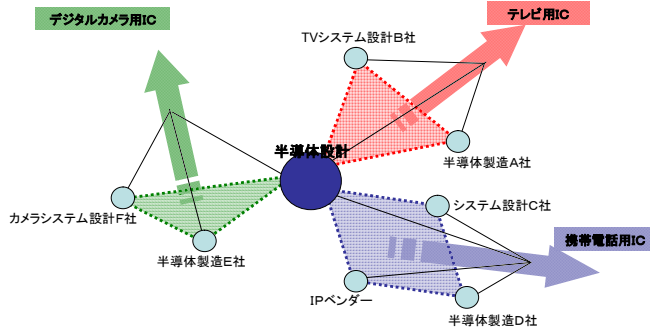 デジタルカメラ用IC
テレビ用IC
TVシステム設計B社
半導体設計
半導体製造A社
カメラシステム設計F社
半導体製造E社
システム設計C社
携帯電話用IC
IPベンダー
半導体製造D社